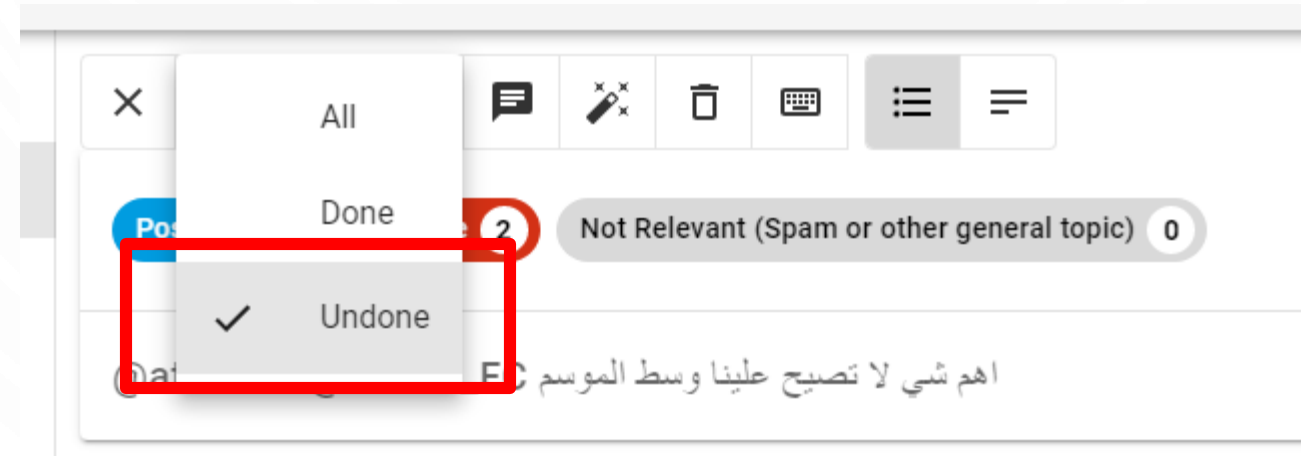 All
Done
2 Not Relevant (Spam or other general topic) 0
Undone
اهم شي لا تصيح علينا وسط الموسم